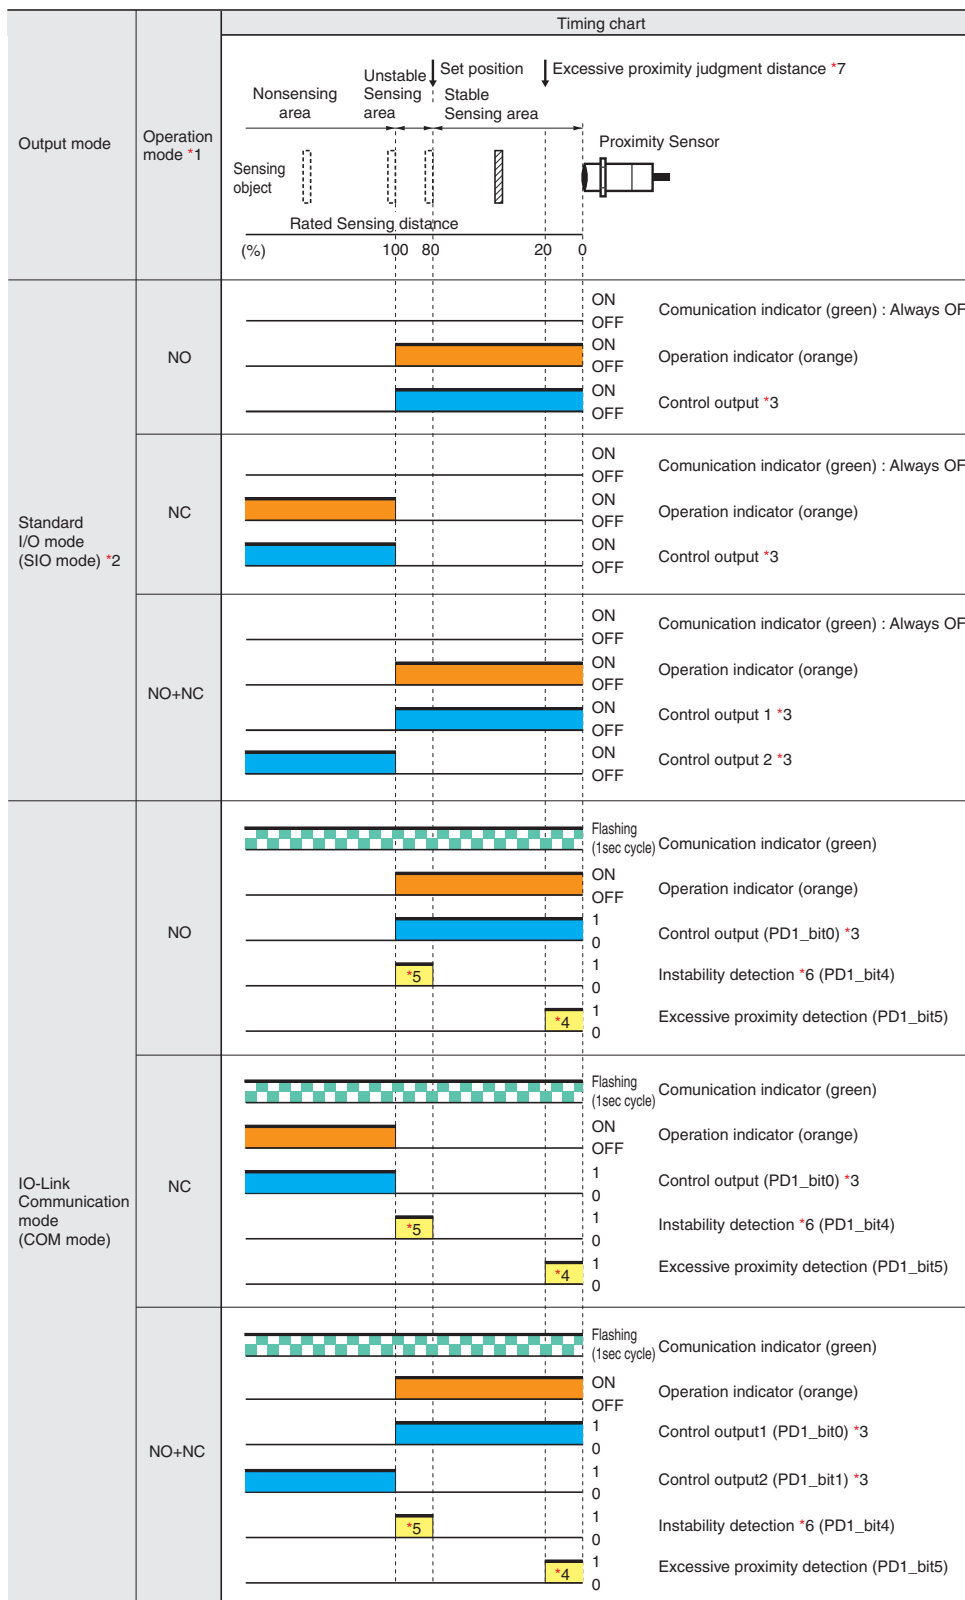 Timing chart
Output mode
Operation
mode *1
Set position
Excessive proximity judgment distance *7
Nonsensing
area
Unstable
Sensing
area
Stable
Sensing area
Proximity Sensor
Sensing
object
Rated Sensing distance
(%)
100
80
20
0
Standard
I/O mode
(SIO mode) *2
NO
ON
OFF
Comunication indicator (green) : Always OF
ON
OFF
Operation indicator (orange)
ON
OFF
Control output *3
NC
ON
OFF
Comunication indicator (green) : Always OF
ON
OFF
Operation indicator (orange)
ON
OFF
Control output *3
NO+NC
ON
OFF
Comunication indicator (green) : Always OF
ON
OFF
Operation indicator (orange)
ON
OFF
Control output 1 *3
ON
OFF
Control output 2 *3
IO-Link
Communication
mode
(COM mode)
NO
Flashing
(1sec cycle)
Comunication indicator (green)
ON
OFF
Operation indicator (orange)
1
0
Control output (PD1_bit0) *3
*5
1
0
Instability detection *6 (PD1_bit4)
*4
1
0
Excessive proximity detection (PD1_bit5)
NC
Flashing
(1sec cycle)
Comunication indicator (green)
ON
OFF
Operation indicator (orange)
1
0
Control output (PD1_bit0) *3
*5
1
0
Instability detection *6 (PD1_bit4)
*4
1
0
Excessive proximity detection (PD1_bit5)
NO+NC
Flashing
(1sec cycle)
Comunication indicator (green)
ON
OFF
Operation indicator (orange)
1
0
Control output1 (PD1_bit0) *3
1
0
Control output2 (PD1_bit1) *3
*5
1
0
Instability detection *6 (PD1_bit4)
*4
1
0
Excessive proximity detection (PD1_bit5)